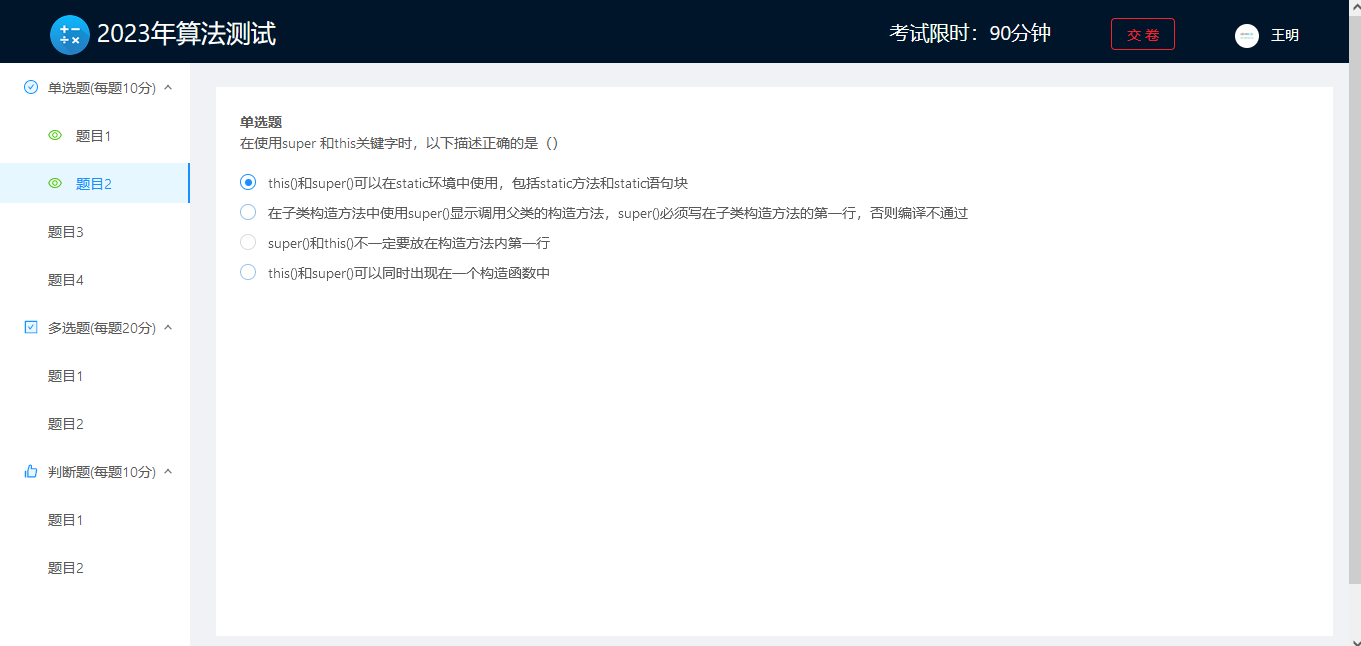 2023年算法测试
考试限时：90分钟
交 卷
王明
单选题(每题10分)
题目1
题目2
题目3
题目4
多选题(每题20分)
题目1
题目2
判断题(每题10分)
题目1
题目2
单选题
在使用super 和this关键字时，以下描述正确的是（）
this()和super()可以在static环境中使用，包括static方法和static语句块
在子类构造方法中使用super()显示调用父类的构造方法，super()必须写在子类构造方法的第一行，否则编译不通过
super()和this()不一定要放在构造方法内第一行
this()和super()可以同时出现在一个构造函数中